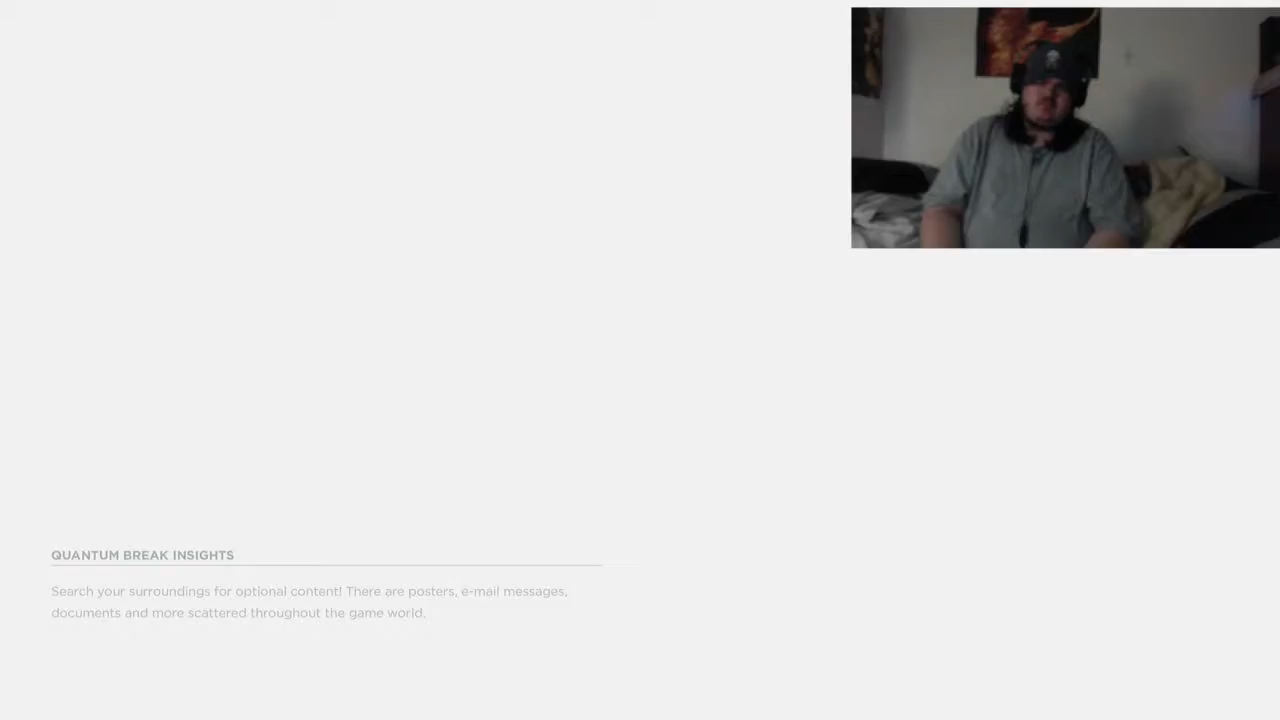 QUANTUM BREAK INSIGHTS
Search your surroundings for optional content! There are posters, e-mail messages,
documents and more scattered throughout the game world.